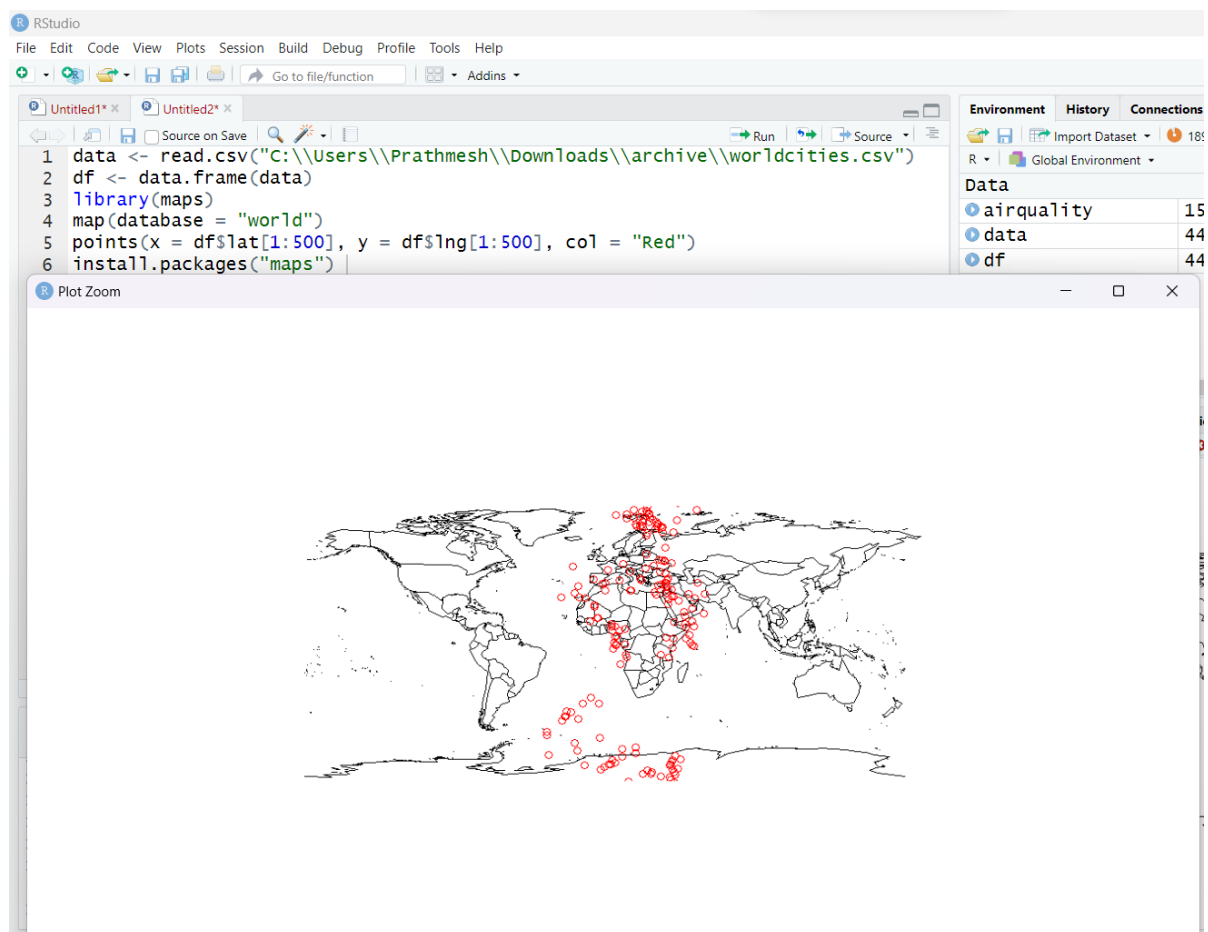 RStudio
File Edit Code View Plots Session Build Debug Profile Tools Help
Go to file/function
Addins
Untitled1*
Untitled2*
Source on Save
Run
Source
1 data <- read.csv("C:\\Users\\Prathmesh\\Downloads\\archive\\worldcities.csv")
2 df <- data.frame(data)
3 library(maps)
4 map(database = "world")
5 points(x = df$lat[1:500], y = df$lng[1:500], col = "Red")
6 install.packages("maps")
Environment History Connections
Import Dataset
R Global Environment
Data
airquality
data
df
Plot Zoom